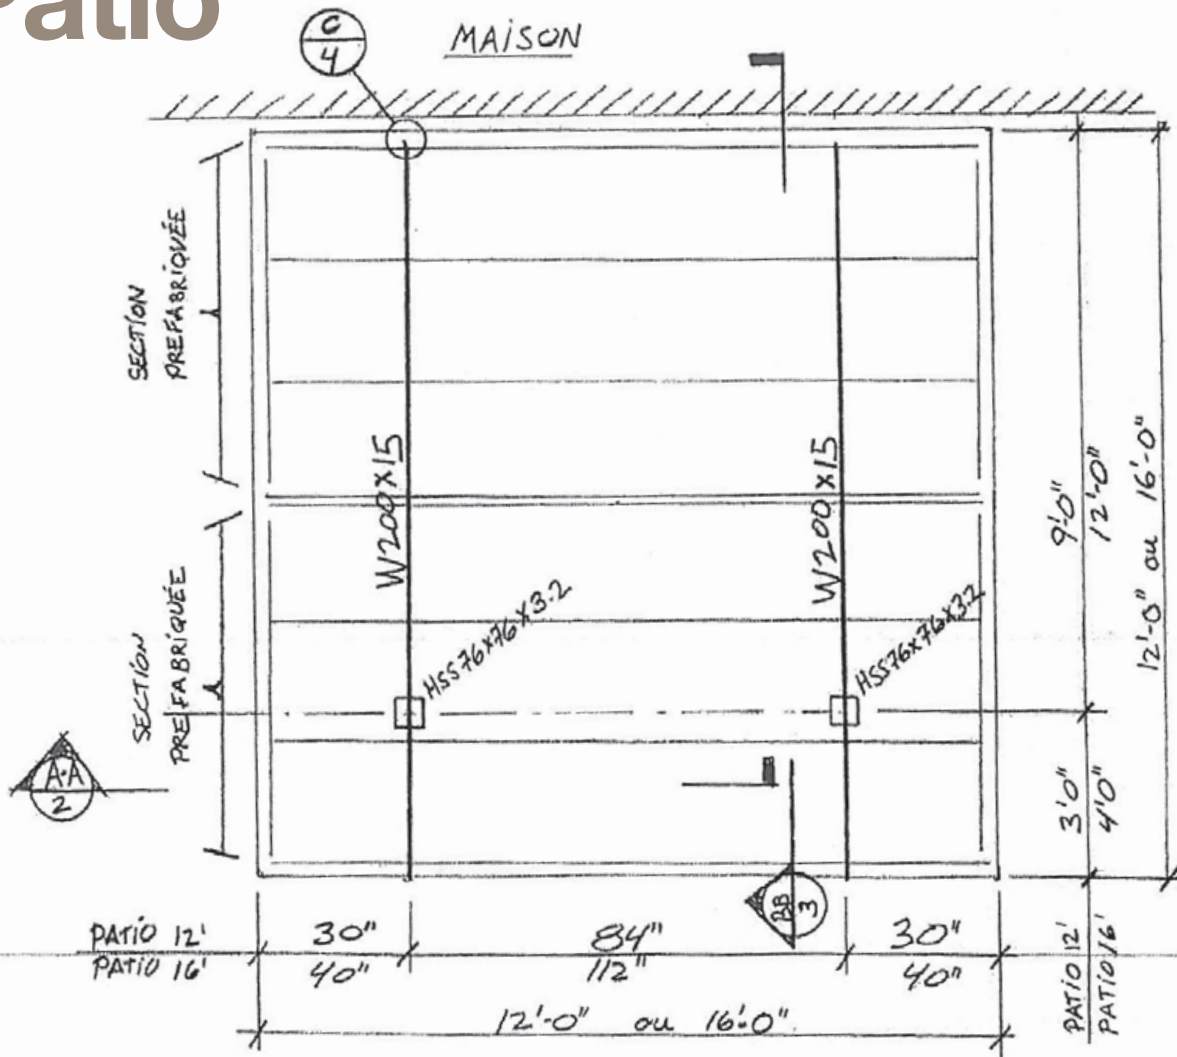 Patio
C
4
MAISON
SECTION
PREFABRIQUÉE
SECTION
PREFABRIQUÉE
W200x15
W200x15
HSS76x76x3.2
HSS76x76x3.2
9'-0"
12'-0"
12'-0" ou 16'-0"
3'0"
4'0"
A-A
2
BB
3
PATIO 12'
30"
84"
30"
PATIO 16'
40"
112"
40"
12'-0" ou 16'-0"
PATIO 12'
PATIO 16'